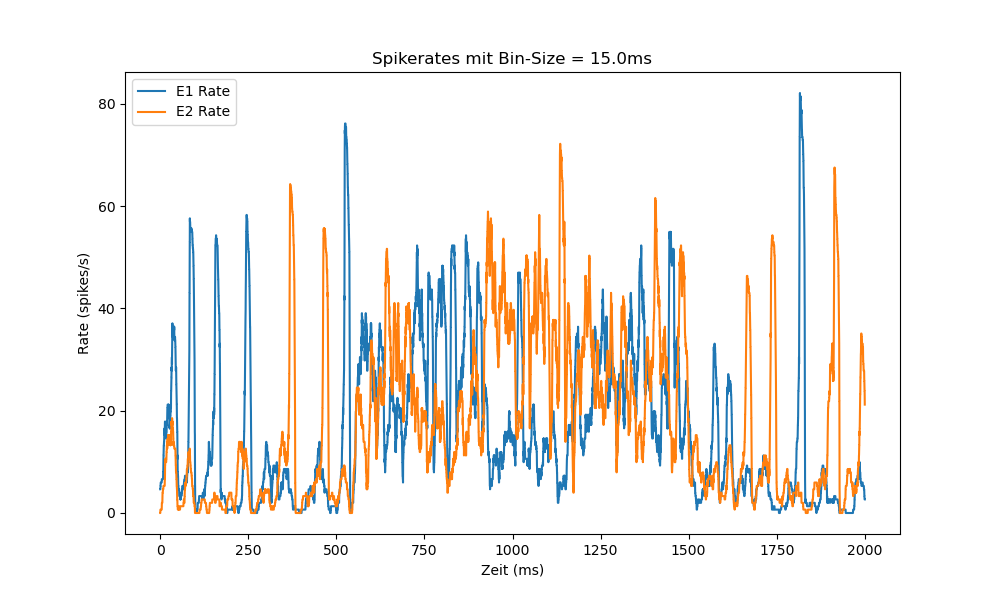 Spikerates mit Bin-Size = 15.0ms
E1 Rate
E2 Rate
80
60
40
20
0
Rate (spikes/s)
0 250 500 750 1000 1250 1500 1750 2000
Zeit (ms)